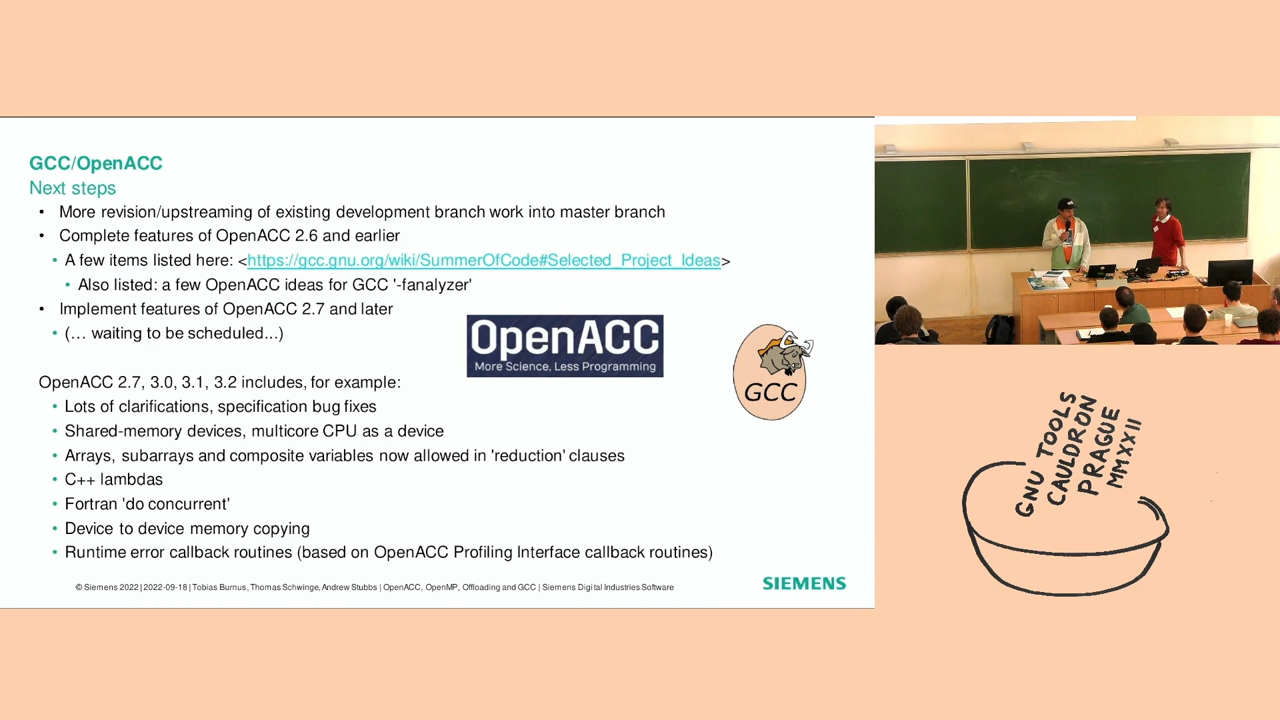 GCC/OpenACC
Next steps
• More revision/upstreaming of existing development branch work into master branch
• Complete features of OpenACC 2.6 and earlier
• A few items listed here: <https://gcc.gnu.org/wiki/SummerOfCode#Selected_Project_Ideas>
• Also listed: a few OpenACC ideas for GCC '-fanalyzer'
• Implement features of OpenACC 2.7 and later
• (... waiting to be scheduled...)
OpenACC
More Science, Less Programming
GCC
OpenACC 2.7, 3.0, 3.1, 3.2 includes, for example:
• Lots of clarifications, specification bug fixes
• Shared-memory devices, multicore CPU as a device
• Arrays, subarrays and composite variables now allowed in 'reduction' clauses
• C++ lambdas
• Fortran 'do concurrent'
• Device to device memory copying
• Runtime error callback routines (based on OpenACC Profiling Interface callback routines)
© Siemens 2022 | 2022-09-18 | Tobias Burnus, Thomas Schwinge, Andrew Stubbs | OpenACC, OpenMP, Offloading and GCC | Siemens Digital Industries Software
SIEMENS
GNU TOOLS
CAULDRON
PRAGUE
MMXXII